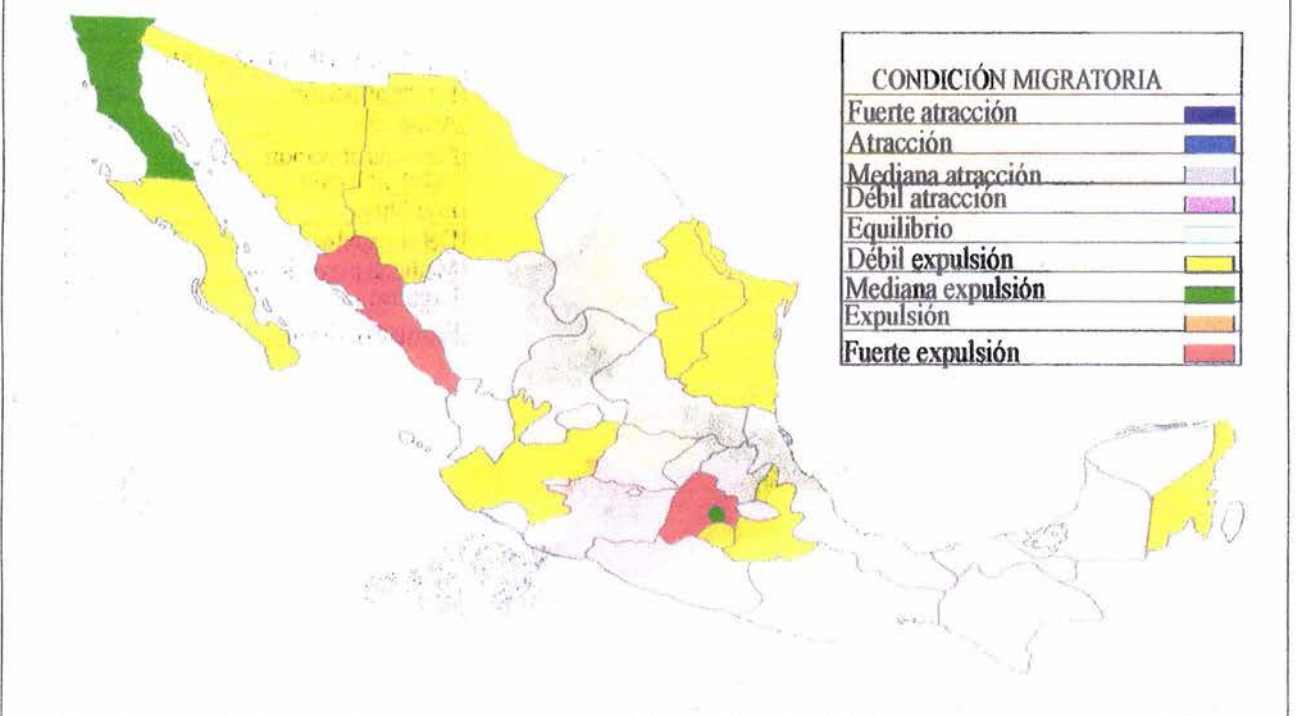 CONDICIÓN MIGRATORIA
Fuerte atracción
Atracción
Mediana atracción
Débil atracción
Equilibrio
Débil expulsión
Mediana expulsión
Expulsión
Fuerte expulsión